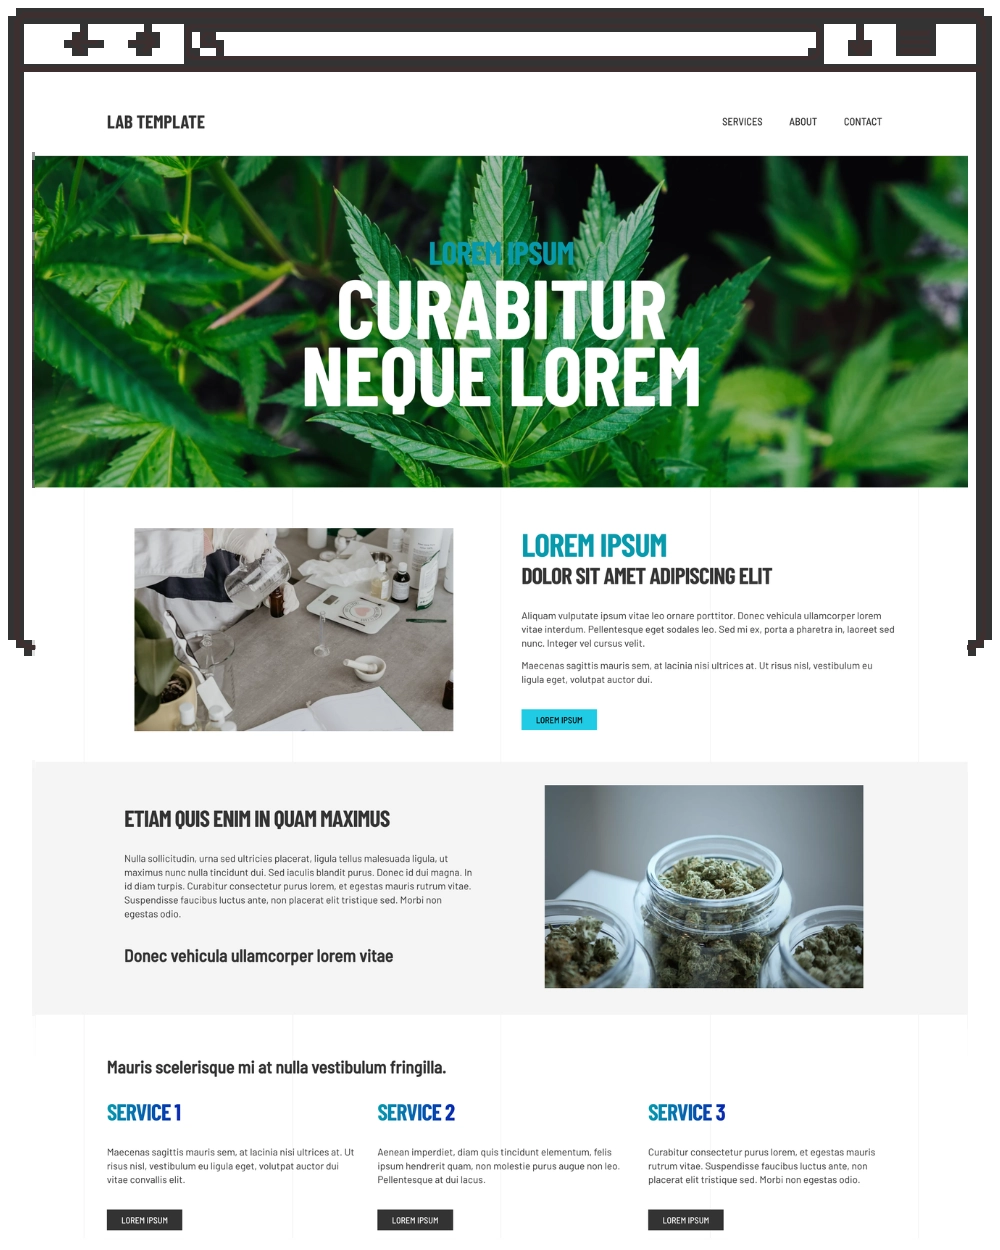 LAB TEMPLATE
SERVICES ABOUT CONTACT
LOREM IPSUM
CURABITUR
NEQUE LOREM
LOREM IPSUM
DOLOR SIT AMET ADIPISCING ELIT
Aliquam vulputate ipsum vitae leo ornare porttitor. Donec vehicula ullamcorper lorem
vitae interdum. Pellentesque eget sodales leo. Sed mi ex, porta a pharetra in, laoreet sed
nunc. Integer vel cursus velit.
Maecenas sagittis mauris sem, at lacinia nisi ultrices at. Ut risus nisl, vestibulum eu
ligula eget, volutpat auctor dui.
LOREM IPSUM
ETIAM QUIS ENIM IN QUAM MAXIMUS
Nulla sollicitudin, urna sed ultricies placerat, ligula tellus malesuada ligula, ut
maximus nunc nulla tincidunt dui. Sed iaculis blandit purus. Donec id dui magna. In
id diam turpis. Curabitur consectetur purus lorem, et egestas mauris rutrum vitae.
Suspendisse faucibus luctus ante, non placerat elit tristique sed. Morbi non
egestas odio.
Donec vehicula ullamcorper lorem vitae
Mauris scelerisque mi at nulla vestibulum fringilla.
SERVICE 1
Maecenas sagittis mauris sem, at lacinia nisi ultrices at. Ut
risus nisl, vestibulum eu ligula eget, volutpat auctor dui
vitae convallis elit.
LOREM IPSUM
SERVICE 2
Aenean imperdiet, diam quis tincidunt elementum, felis
ipsum hendrerit quam, non molestie purus augue non leo.
Pellentesque at dui lacus.
LOREM IPSUM
SERVICE 3
Curabitur consectetur purus lorem, et egestas mauris
rutrum vitae. Suspendisse faucibus luctus ante, non
placerat elit tristique sed. Morbi non egestas odio.
LOREM IPSUM